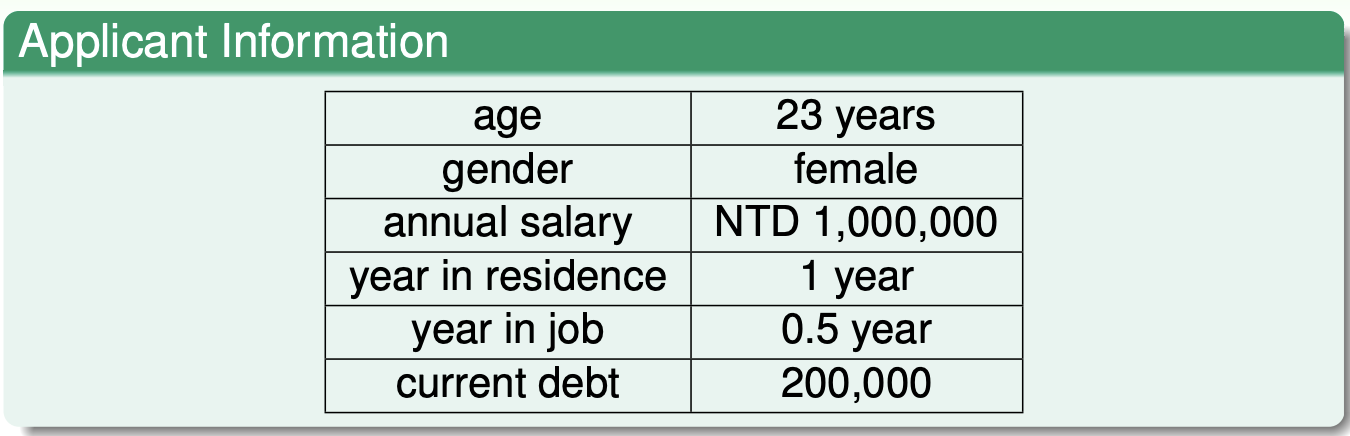 Applicant Information
age 23 years
gender female
annual salary NTD 1,000,000
year in residence 1 year
year in job 0.5 year
current debt 200,000